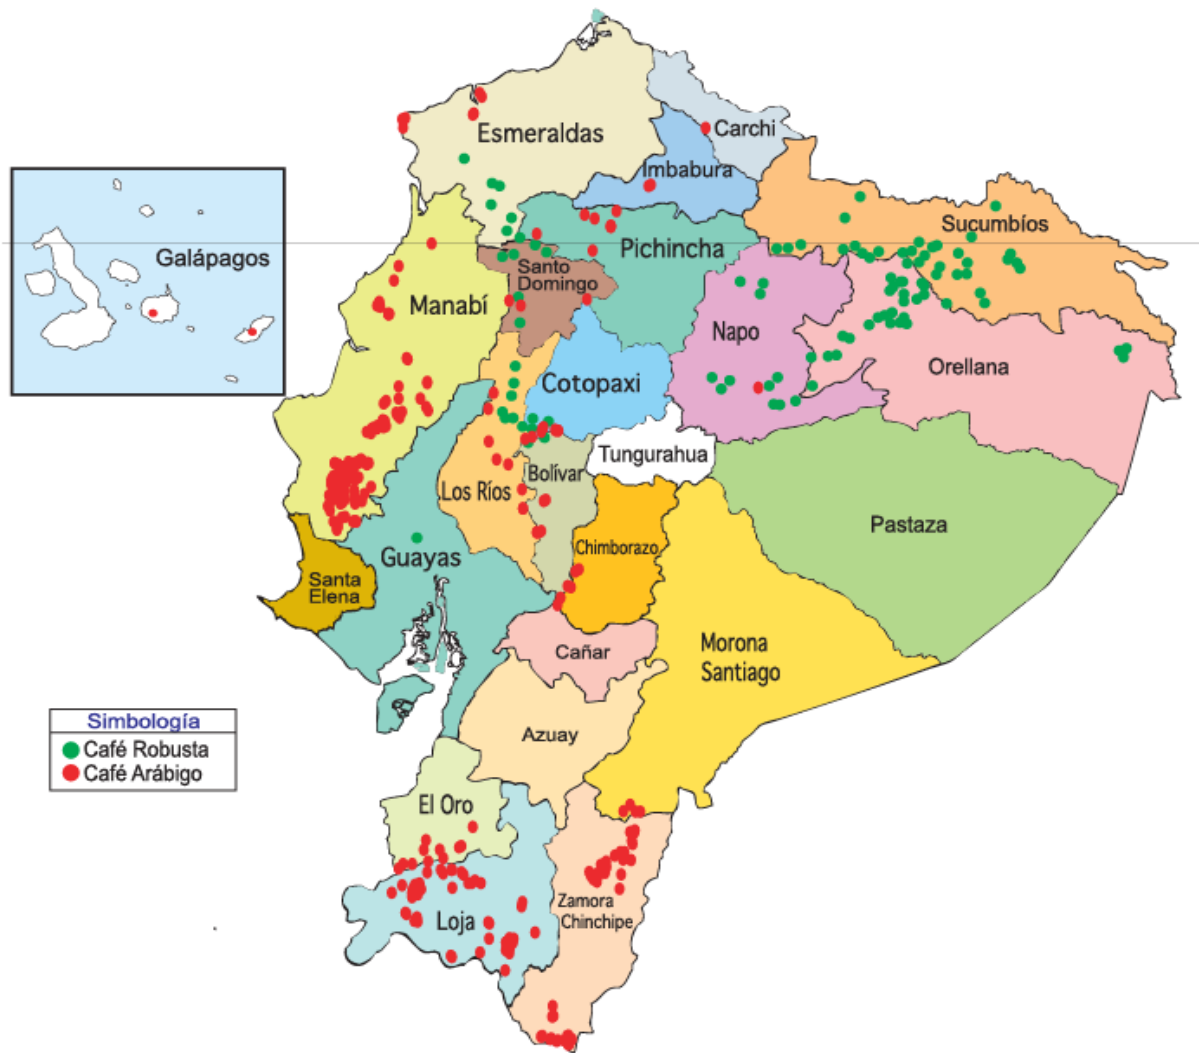 Esmeraldas
Carchi
Imbabura
Sucumbíos
Galápagos
Pichincha
Santo
Domingo
Manabí
Napo
Orellana
Cotopaxi
Tungurahua
Bolívar
Los Ríos
Pastaza
Guayas
Chimborazo
Santa
Elena
Cañar
Morona
Santiago
Azuay
Simbología
Café Robusta
Café Arábigo
El Oro
Zamora
Chinchipe
Loja